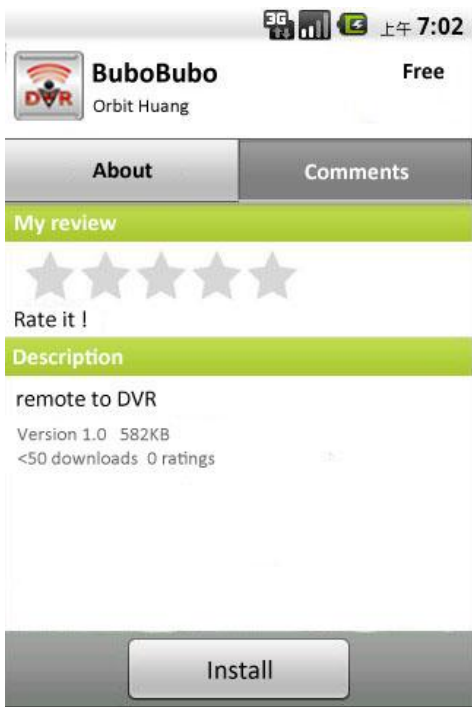 3G 上午 7:02
BuboBubo Free
DVR
Orbit Huang
About Comments
My review
Rate it !
Description
remote to DVR
Version 1.0 582KB
<50 downloads 0 ratings
Install